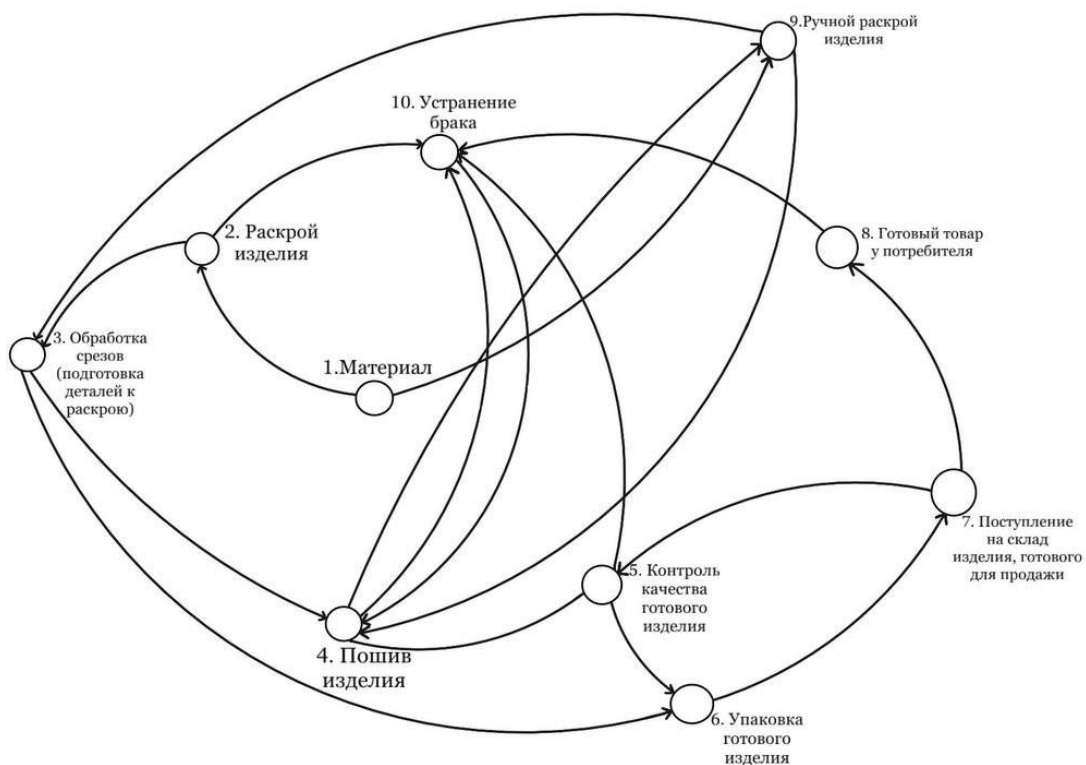 9.Ручной раскрой
изделия
10. Устранение
брака
2. Раскрой
изделия
8. Готовый товар
у потребителя
3. Обработка
срезов
(подготовка
деталей к
раскрою)
1.Материал
7. Поступление
на склад
изделия, готового
для продажи
5. Контроль
качества
готового
изделия
4. Пошив
изделия
6. Упаковка
готового
изделия